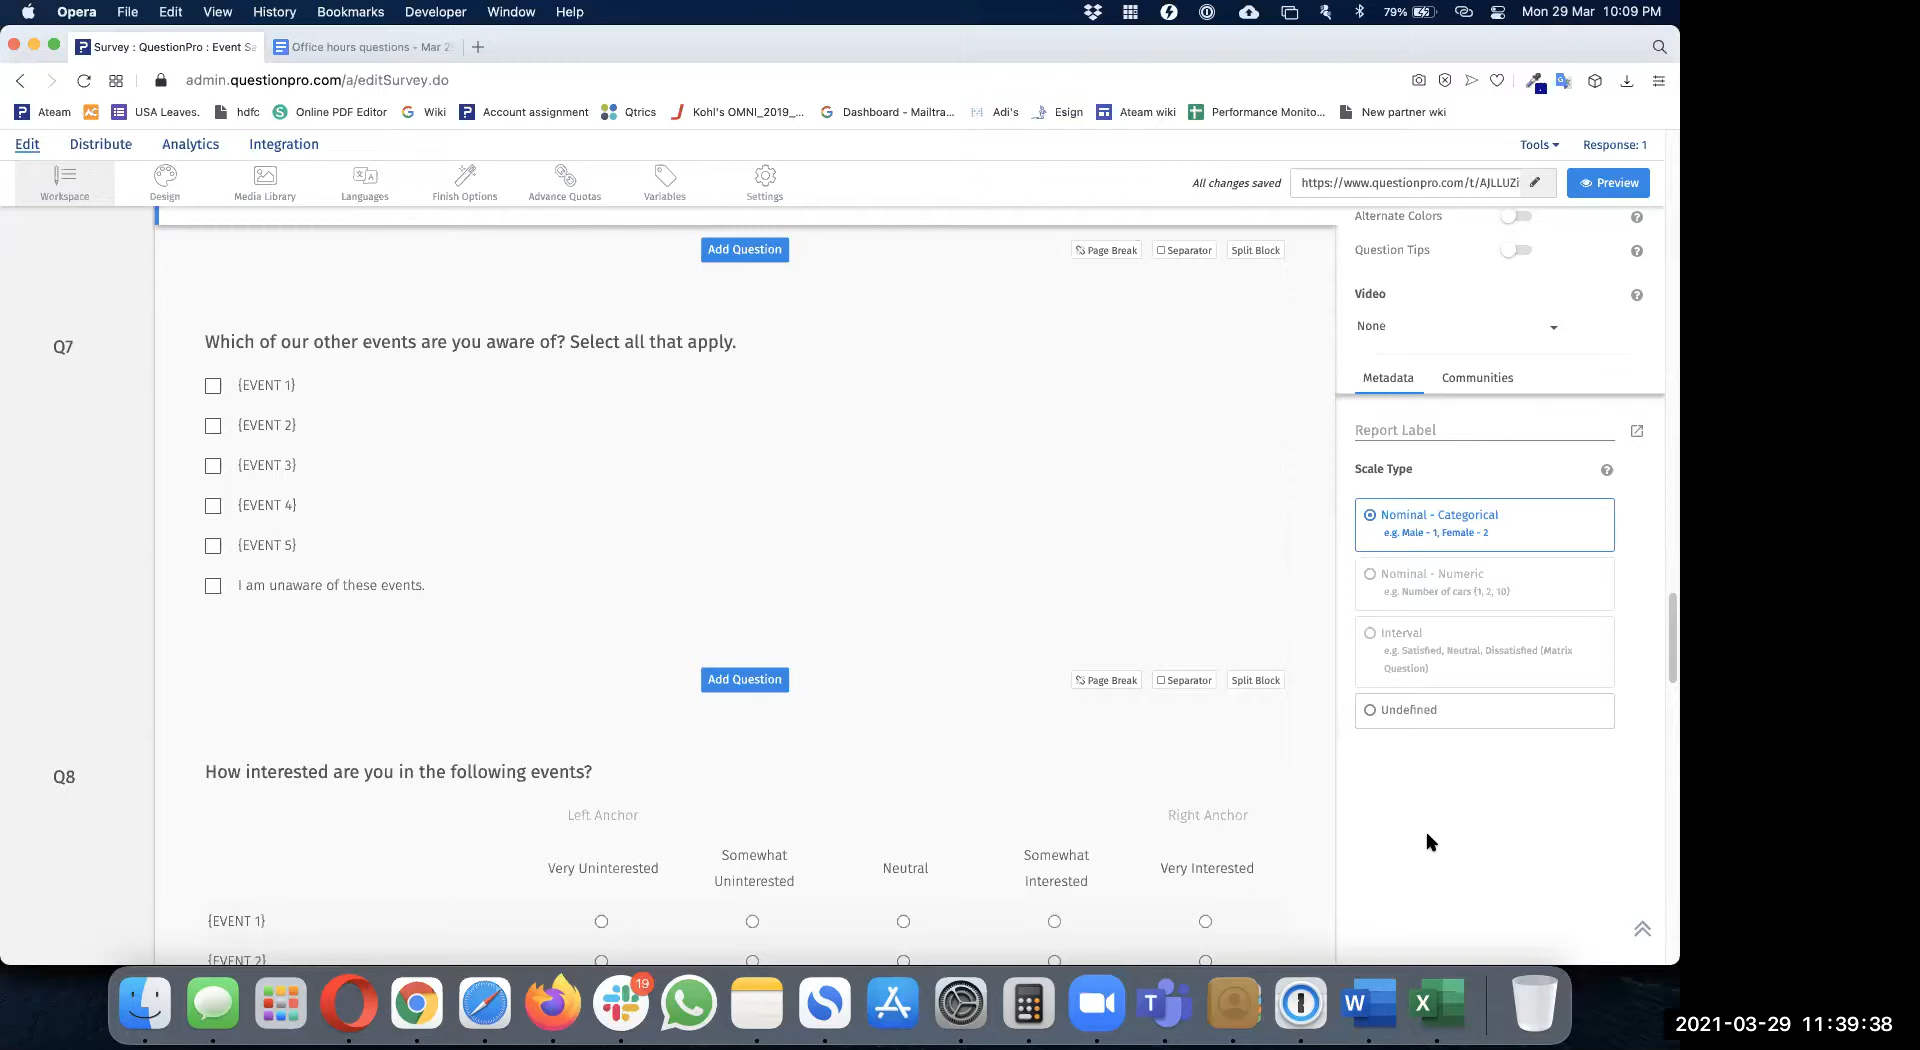 Opera File Edit View History Bookmarks Developer Window Help 79% Mon 29 Mar 10:09 PM
Survey : QuestionPro : Event Sa Office hours questions - Mar 2
admin.questionpro.com/a/editSurvey.do
Ateam USA Leaves. hdfc Online PDF Editor Wiki Account assignment Qtrics Kohl's OMNI_2019_... Dashboard - Mailtra... Adi's Esign Ateam wiki Performance Monito... New partner wki
Edit Distribute Analytics Integration Tools Response: 1
Workspace Design Media Library Languages Finish Options Advance Quotas Variables Settings
All changes saved https://www.questionpro.com/t/AJLLUZi Preview
Alternate Colors
Add Question Page Break Separator Split Block
Question Tips
Video
None
Q7 Which of our other events are you aware of? Select all that apply.
{EVENT 1}
{EVENT 2}
{EVENT 3}
{EVENT 4}
{EVENT 5}
I am unaware of these events.
Metadata Communities
Report Label
Scale Type
Nominal - Categorical
e.g. Male - 1, Female - 2
Nominal - Numeric
e.g. Number of cars (1, 2, 10)
Interval
e.g. Satisfied, Neutral, Dissatisfied (Matrix
Question)
Undefined
Add Question Page Break Separator Split Block
Q8 How interested are you in the following events?
Left Anchor Right Anchor
Very Uninterested Somewhat Uninterested Neutral Somewhat Interested Very Interested
{EVENT 1}
{EVENT 2}
19
T W X
2021-03-29 11:39:38